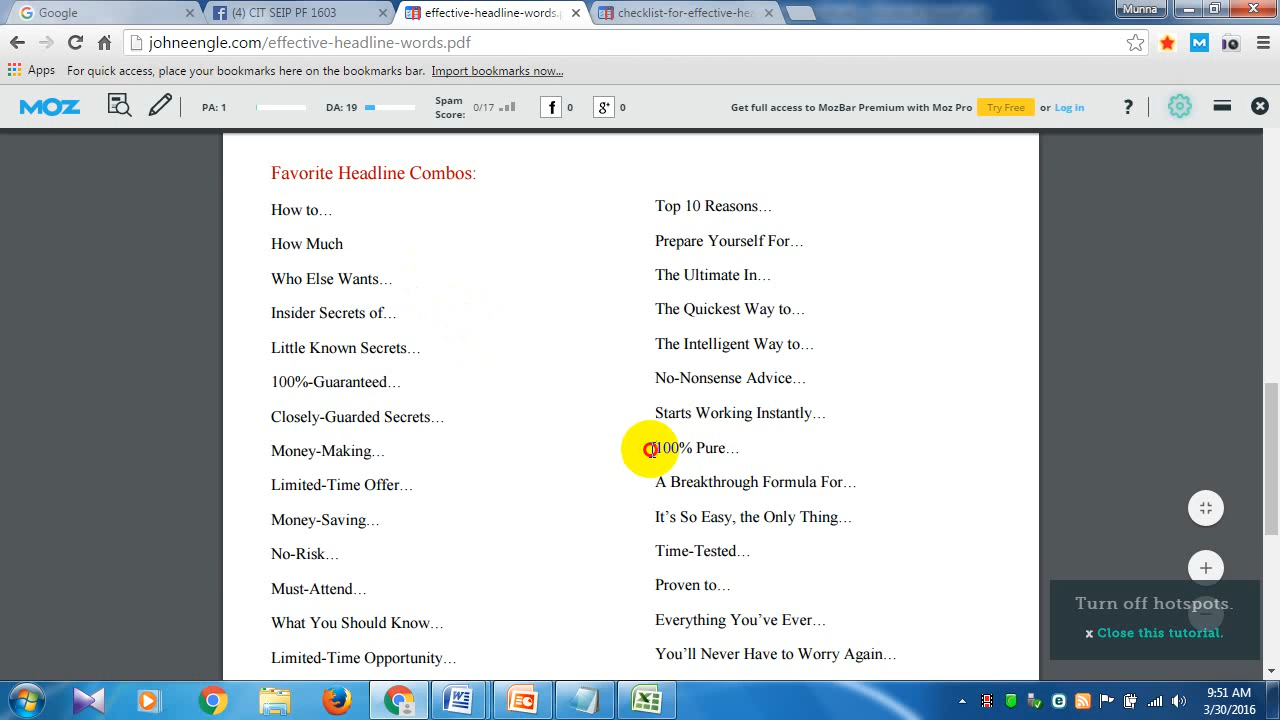 Google
(4) CIT SEIP PF 1603
effective-headline-words.p
checklist-for-effective-hea
Munna
johneengle.com/effective-headline-words.pdf
Apps
For quick access, place your bookmarks here on the bookmarks bar. Import bookmarks now...
MOZ
PA: 1
DA: 19
Spam Score: 0/17
0
0
Get full access to MozBar Premium with Moz Pro
Try Free
or Log in
?
Favorite Headline Combos:
How to…
How Much
Who Else Wants…
Insider Secrets of…
Little Known Secrets…
100%-Guaranteed…
Closely-Guarded Secrets…
Money-Making…
Limited-Time Offer…
Money-Saving…
No-Risk…
Must-Attend…
What You Should Know…
Limited-Time Opportunity…
Top 10 Reasons…
Prepare Yourself For…
The Ultimate In…
The Quickest Way to…
The Intelligent Way to…
No-Nonsense Advice…
Starts Working Instantly…
100% Pure…
A Breakthrough Formula For…
It’s So Easy, the Only Thing…
Time-Tested…
Proven to…
Everything You’ve Ever…
You’ll Never Have to Worry Again…
Turn off hotspots.
x Close this tutorial.
9:51 AM
3/30/2016